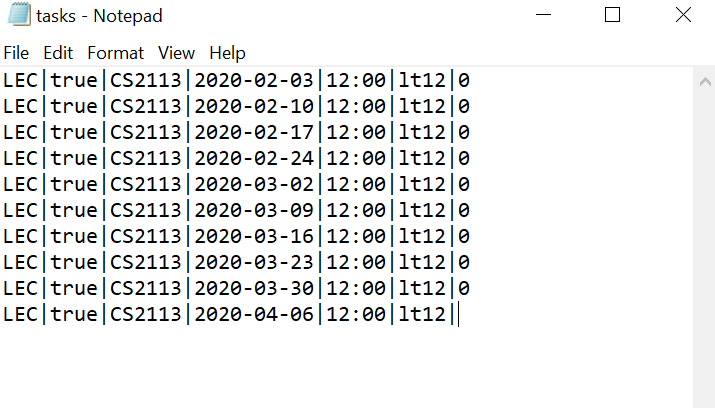 tasks - Notepad
File Edit Format View Help
LEC|true|CS2113|2020-02-03|12:00|lt12|0
LEC|true|CS2113|2020-02-10|12:00|lt12|0
LEC|true|CS2113|2020-02-17|12:00|lt12|0
LEC|true|CS2113|2020-02-24|12:00|lt12|0
LEC|true|CS2113|2020-03-02|12:00|lt12|0
LEC|true|CS2113|2020-03-09|12:00|lt12|0
LEC|true|CS2113|2020-03-16|12:00|lt12|0
LEC|true|CS2113|2020-03-23|12:00|lt12|0
LEC|true|CS2113|2020-03-30|12:00|lt12|0
LEC|true|CS2113|2020-04-06|12:00|lt12|